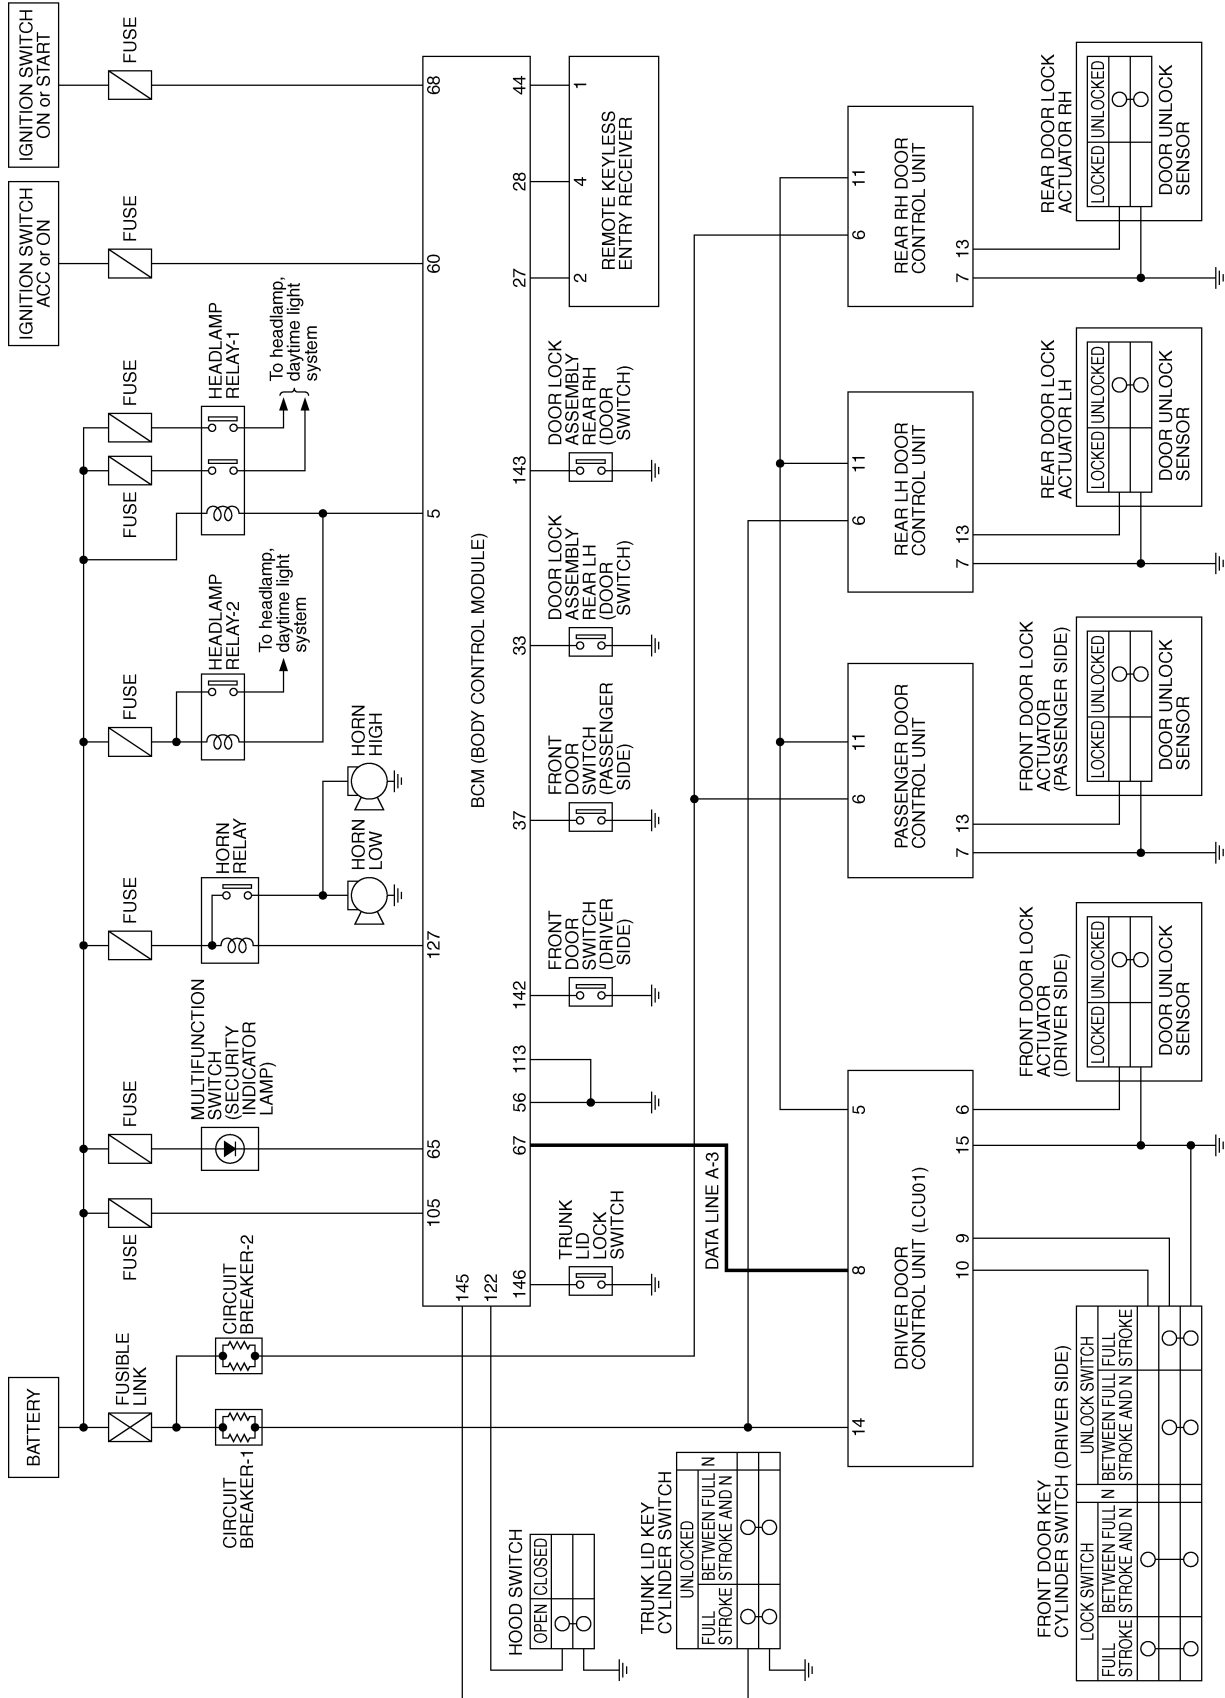 BATTERY
IGNITION SWITCH
ACC or ON
IGNITION SWITCH
ON or START
FUSIBLE
LINK
FUSE
FUSE
FUSE
FUSE
FUSE
FUSE
FUSE
FUSE
FUSE
CIRCUIT
BREAKER-1
CIRCUIT
BREAKER-2
MULTIFUNCTION
SWITCH
(SECURITY
INDICATOR
LAMP)
HORN
RELAY
HEADLAMP
RELAY-2
HEADLAMP
RELAY-1
To headlamp,
daytime light
system
To headlamp,
daytime light
system
HORN
LOW
HORN
HIGH
105
65
127
5
60
68
145
122
BCM (BODY CONTROL MODULE)
146
67
56
113
142
37
33
143
27
28
44
HOOD SWITCH
OPEN
CLOSED
TRUNK
LID
LOCK
SWITCH
FRONT
DOOR
SWITCH
(DRIVER
SIDE)
FRONT
DOOR
SWITCH
(PASSENGER
SIDE)
DOOR LOCK
ASSEMBLY
REAR LH
(DOOR
SWITCH)
DOOR LOCK
ASSEMBLY
REAR RH
(DOOR
SWITCH)
2
4
1
REMOTE KEYLESS
ENTRY RECEIVER
TRUNK LID KEY
CYLINDER SWITCH
UNLOCKED
N
FULL
STROKE
BETWEEN FULL
STROKE AND N
DATA LINE A-3
14
8
5
DRIVER DOOR
CONTROL UNIT (LCU01)
10
9
15
6
6
11
PASSENGER DOOR
CONTROL UNIT
7
13
6
11
REAR LH DOOR
CONTROL UNIT
7
13
6
11
REAR RH DOOR
CONTROL UNIT
7
13
FRONT DOOR KEY
CYLINDER SWITCH (DRIVER SIDE)
LOCK SWITCH
N
UNLOCK SWITCH
FULL
STROKE
BETWEEN FULL
STROKE AND N
BETWEEN FULL
STROKE AND N
FULL
STROKE
FRONT DOOR LOCK
ACTUATOR
(DRIVER SIDE)
LOCKED
UNLOCKED
DOOR UNLOCK
SENSOR
FRONT DOOR LOCK
ACTUATOR
(PASSENGER SIDE)
LOCKED
UNLOCKED
DOOR UNLOCK
SENSOR
REAR DOOR LOCK
ACTUATOR LH
LOCKED
UNLOCKED
DOOR UNLOCK
SENSOR
REAR DOOR LOCK
ACTUATOR RH
LOCKED
UNLOCKED
DOOR UNLOCK
SENSOR